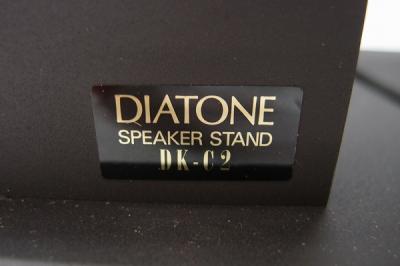 DIATONE
SPEAKER STAND
DK-C2